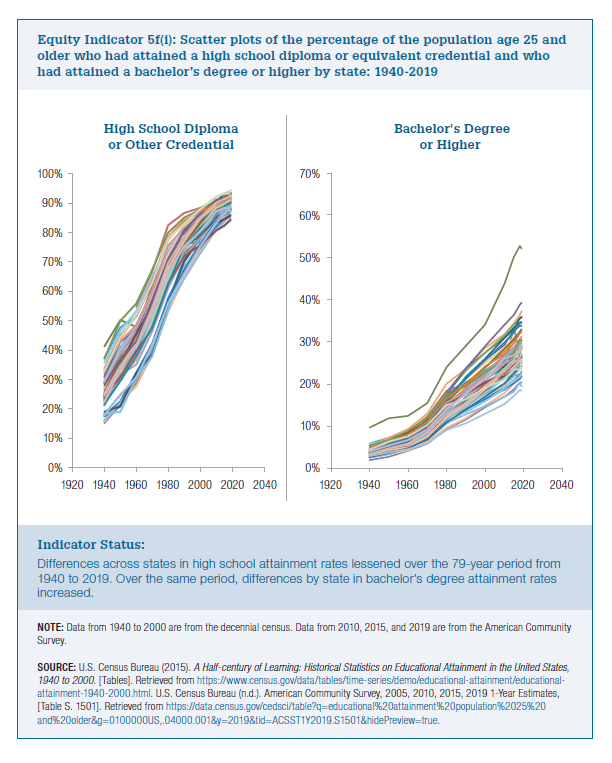 Equity Indicator 5f(i): Scatter plots of the percentage of the population age 25 and
older who had attained a high school diploma or equivalent credential and who
had attained a bachelor's degree or higher by state: 1940-2019
High School Diploma
or Other Credential
100%
90%
80%
70%
60%
50%
40%
30%
20%
10%
0%
1920 1940 1960 1980 2000 2020 2040
Bachelor's Degree
or Higher
70%
60%
50%
40%
30%
20%
10%
0%
1920 1940 1960 1980 2000 2020 2040
Indicator Status:
Differences across states in high school attainment rates lessened over the 79-year period from
1940 to 2019. Over the same period, differences by state in bachelor's degree attainment rates
increased.
NOTE: Data from 1940 to 2000 are from the decennial census. Data from 2010, 2015, and 2019 are from the American Community
Survey.
SOURCE: U.S. Census Bureau (2015). A Half-century of Learning: Historical Statistics on Educational Attainment in the United States,
1940 to 2000. [Tables]. Retrieved from https://www.census.gov/data/tables/time-series/demo/educational-attainment/educational-
attainment-1940-2000.html. U.S. Census Bureau (n.d.). American Community Survey, 2005, 2010, 2015, 2019 1-Year Estimates,
[Table S. 1501]. Retrieved from https://data.census.gov/cedsci/table?q=educational%20attainment%20population%2025%20
and%20older&g=0100000US,.04000.001&y=2019&tid=ACSST1Y2019.S1501&hidePreview=true.